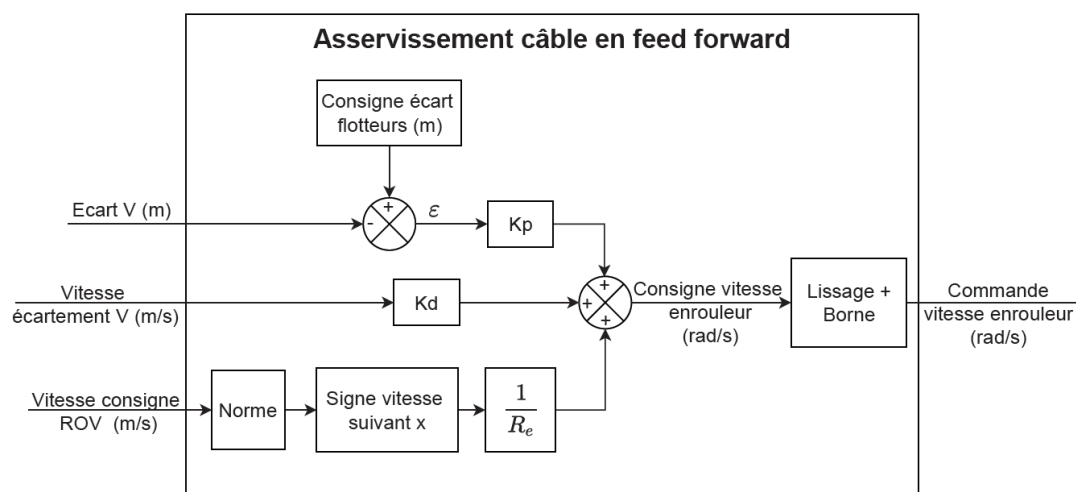 Asservissement câble en feed forward
Consigne écart
flotteurs (m)
Ecart V (m)
+
-
ε
Kp
Vitesse
écartement V (m/s)
Kd
+
+
+
Consigne vitesse
enrouleur
(rad/s)
Lissage +
Borne
Commande
vitesse enrouleur
(rad/s)
Vitesse consigne
ROV (m/s)
Norme
Signe vitesse
suivant x
1
R_e